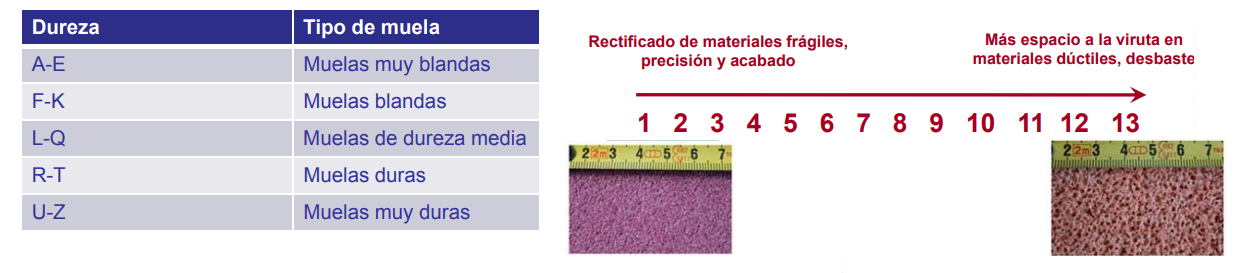 Dureza Tipo de muela
A-E Muelas muy blandas
F-K Muelas blandas
L-Q Muelas de dureza media
R-T Muelas duras
U-Z Muelas muy duras
Rectificado de materiales frágiles,
precisión y acabado
Más espacio a la viruta en
materiales dúctiles, desbaste
1 2 3 4 5 6 7 8 9 10 11 12 13
2 2m 3 4 5 6 7
2 2m 3 4 5 6 7